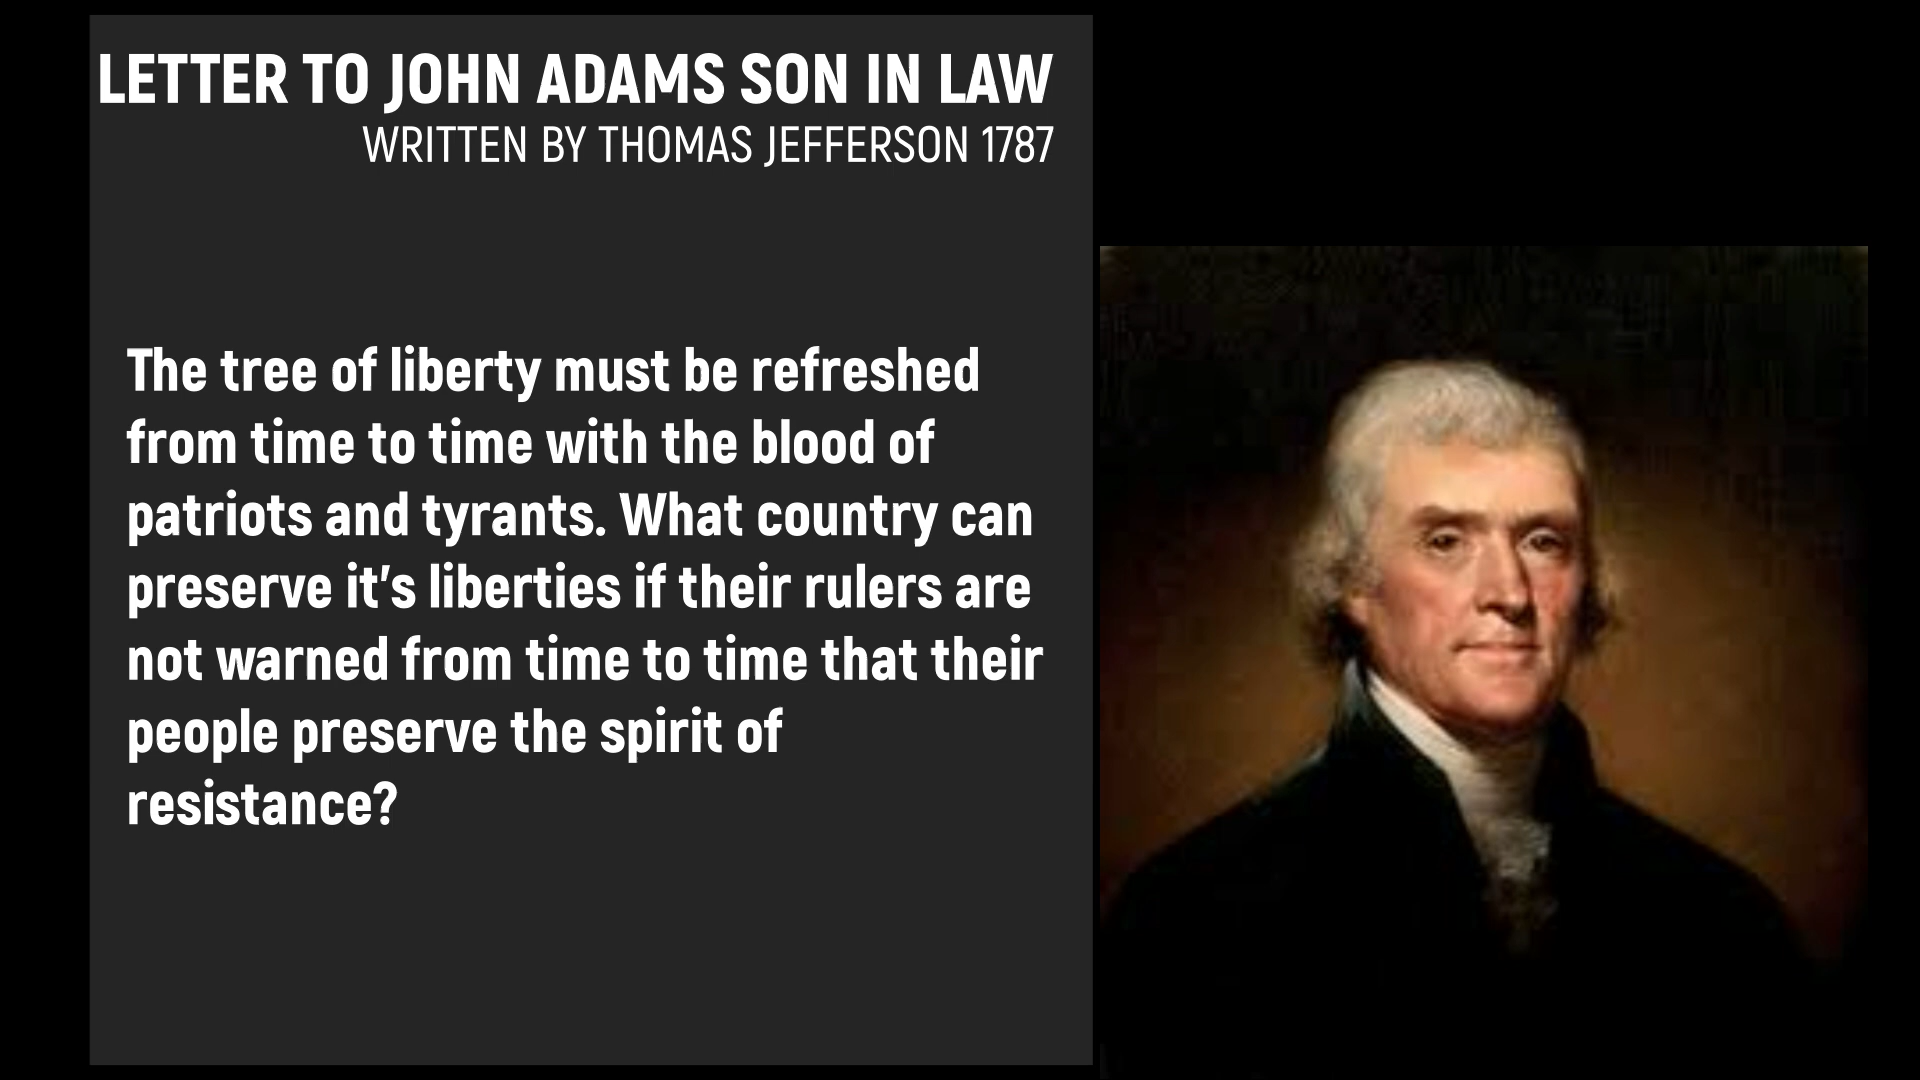 LETTER TO JOHN ADAMS SON IN LAW
WRITTEN BY THOMAS JEFFERSON 1787
The tree of liberty must be refreshed
from time to time with the blood of
patriots and tyrants. What country can
preserve it's liberties if their rulers are
not warned from time to time that their
people preserve the spirit of
resistance?